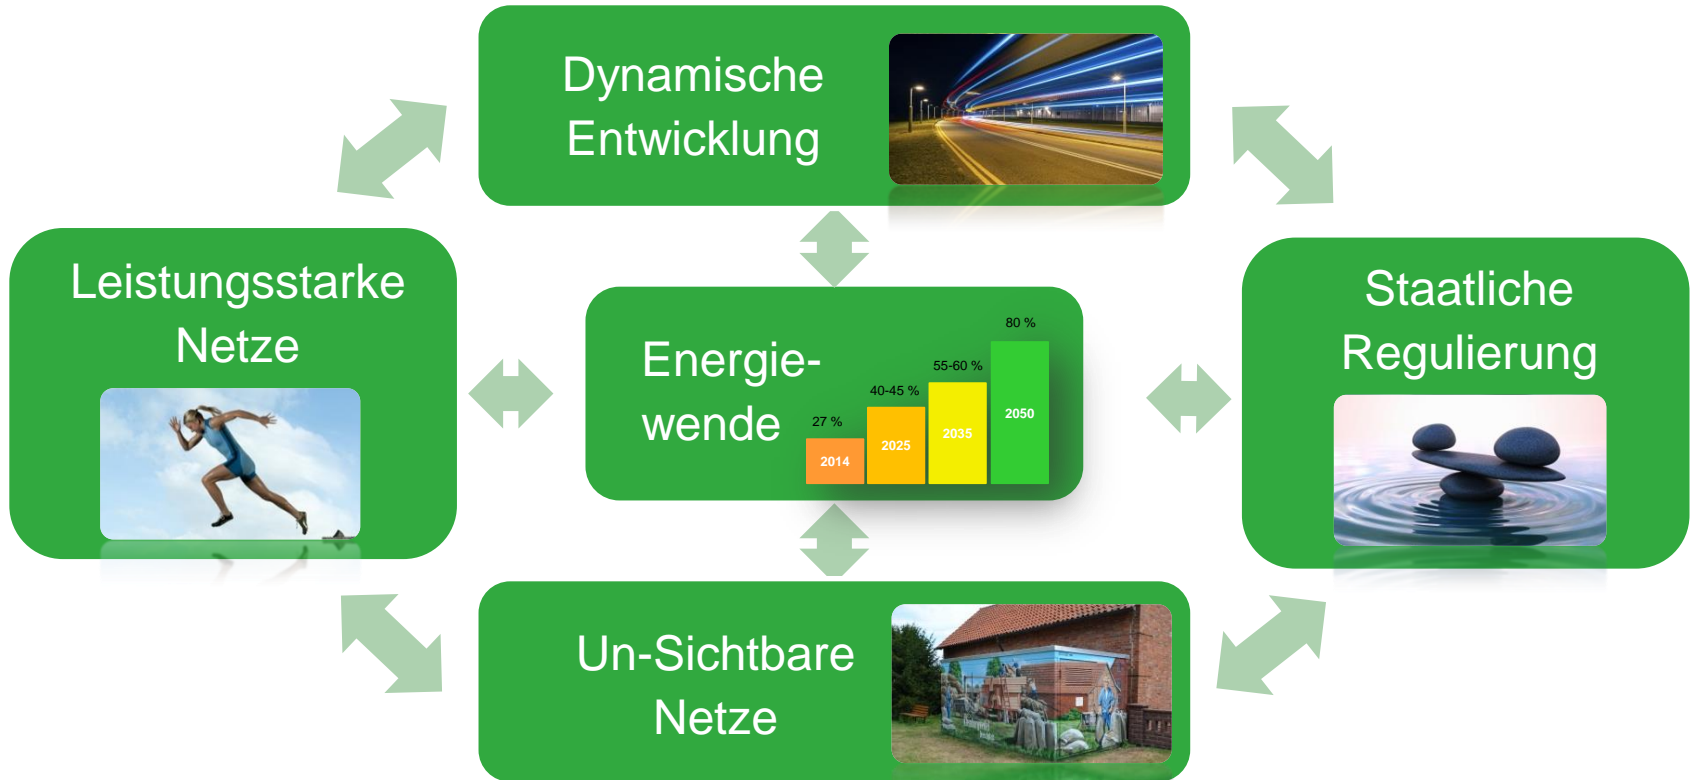 Dynamische
Entwicklung
Leistungsstarke
Netze
Energie-
wende
27 %
2014
40-45 %
2025
55-60 %
2035
80 %
2050
Staatliche
Regulierung
Un-Sichtbare
Netze